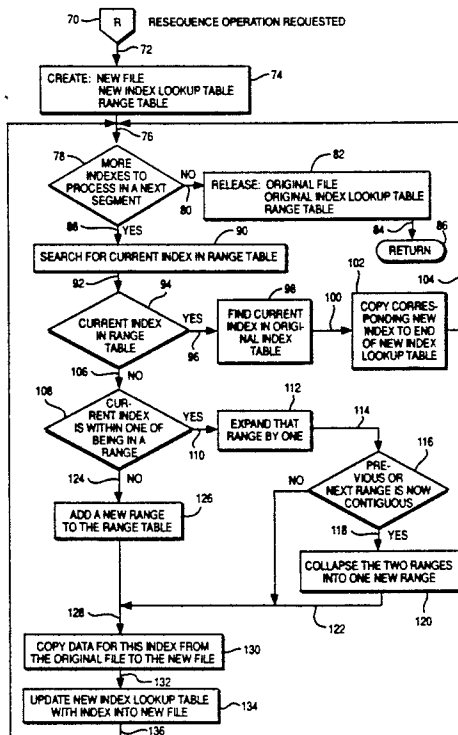 70
R
RESEQUENCE OPERATION REQUESTED
72
CREATE: NEW FILE
NEW INDEX LOOKUP TABLE
RANGE TABLE
74
76
78
MORE
INDEXES TO
PROCESS IN A NEXT
SEGMENT
NO
80
82
RELEASE: ORIGINAL FILE
ORIGINAL INDEX LOOKUP TABLE
RANGE TABLE
84
86
RETURN
88
YES
90
SEARCH FOR CURRENT INDEX IN RANGE TABLE
92
94
CURRENT INDEX
IN RANGE
TABLE
YES
96
98
FIND CURRENT
INDEX IN ORIG-
INAL INDEX
TABLE
100
102
COPY CORRES-
PONDING NEW
INDEX TO END
OF NEW INDEX
LOOKUP TABLE
104
106
NO
108
CUR-
RENT INDEX
IS WITHIN ONE OF
BEING IN A
RANGE
YES
110
112
EXPAND THAT
RANGE BY ONE
114
116
PRE-
VIOUS OR
NEXT RANGE IS NOW
CONTIGUOUS
NO
118
YES
124
NO
126
ADD A NEW RANGE
TO THE RANGE TABLE
COLLAPSE THE TWO RANGES
INTO ONE NEW RANGE
120
122
128
COPY DATA FOR THIS INDEX FROM
THE ORIGINAL FILE TO THE NEW FILE
130
132
UPDATE NEW INDEX LOOKUP TABLE
WITH INDEX INTO NEW FILE
134
136